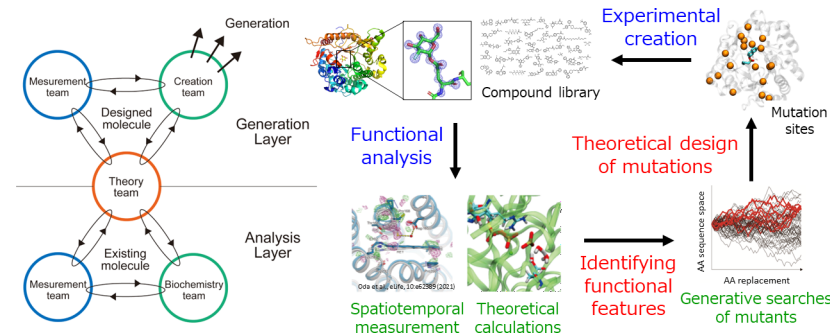 Generation
Mesurement
team
Creation
team
Designed
molecule
Generation
Layer
Theory
team
Existing
molecule
Analysis
Layer
Mesurement
team
Biochemistry
team
Compound library
Experimental
creation
Mutation
sites
Functional
analysis
Theoretical design
of mutations
Oda et al., eLife, 10:e62389(2021)
Spatiotemporal
measurement
Theoretical
calculations
Identifying
functional
features
AA sequence space
AA replacement
Generative searches
of mutants